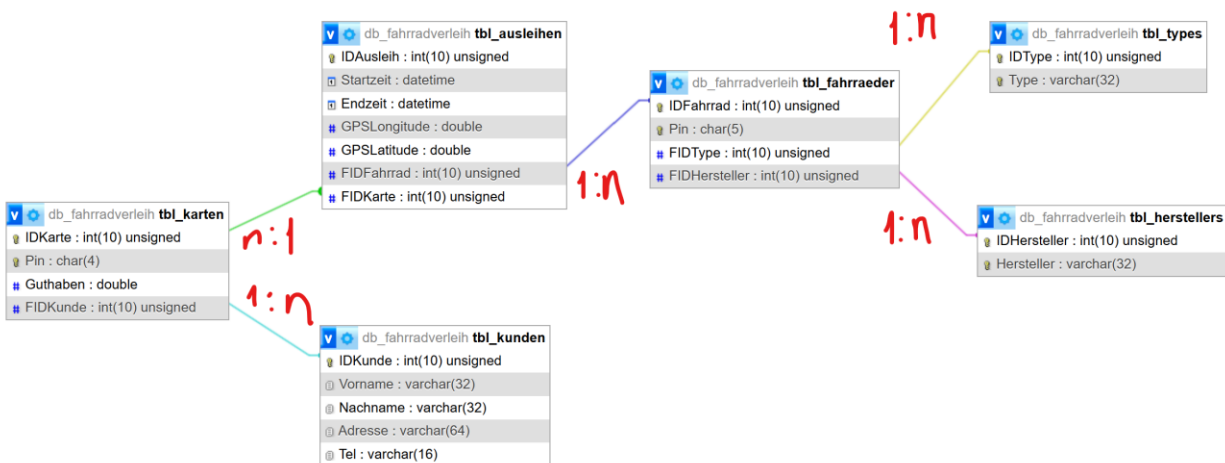 db_fahrradverleih tbl_karten
IDKarte : int(10) unsigned
Pin : char(4)
Guthaben : double
FIDKunde : int(10) unsigned
n:1
1:n
db_fahrradverleih tbl_ausleihen
IDAusleih : int(10) unsigned
Startzeit : datetime
Endzeit : datetime
GPSLongitude : double
GPSLatitude : double
FIDFahrrad : int(10) unsigned
FIDKarte : int(10) unsigned
db_fahrradverleih tbl_kunden
IDKunde : int(10) unsigned
Vorname : varchar(32)
Nachname : varchar(32)
Adresse : varchar(64)
Tel : varchar(16)
1:n
db_fahrradverleih tbl_fahrraeder
IDFahrrad : int(10) unsigned
Pin : char(5)
FIDType : int(10) unsigned
FIDHersteller : int(10) unsigned
1:n
1:n
db_fahrradverleih tbl_types
IDType : int(10) unsigned
Type : varchar(32)
db_fahrradverleih tbl_herstellers
IDHersteller : int(10) unsigned
Hersteller : varchar(32)